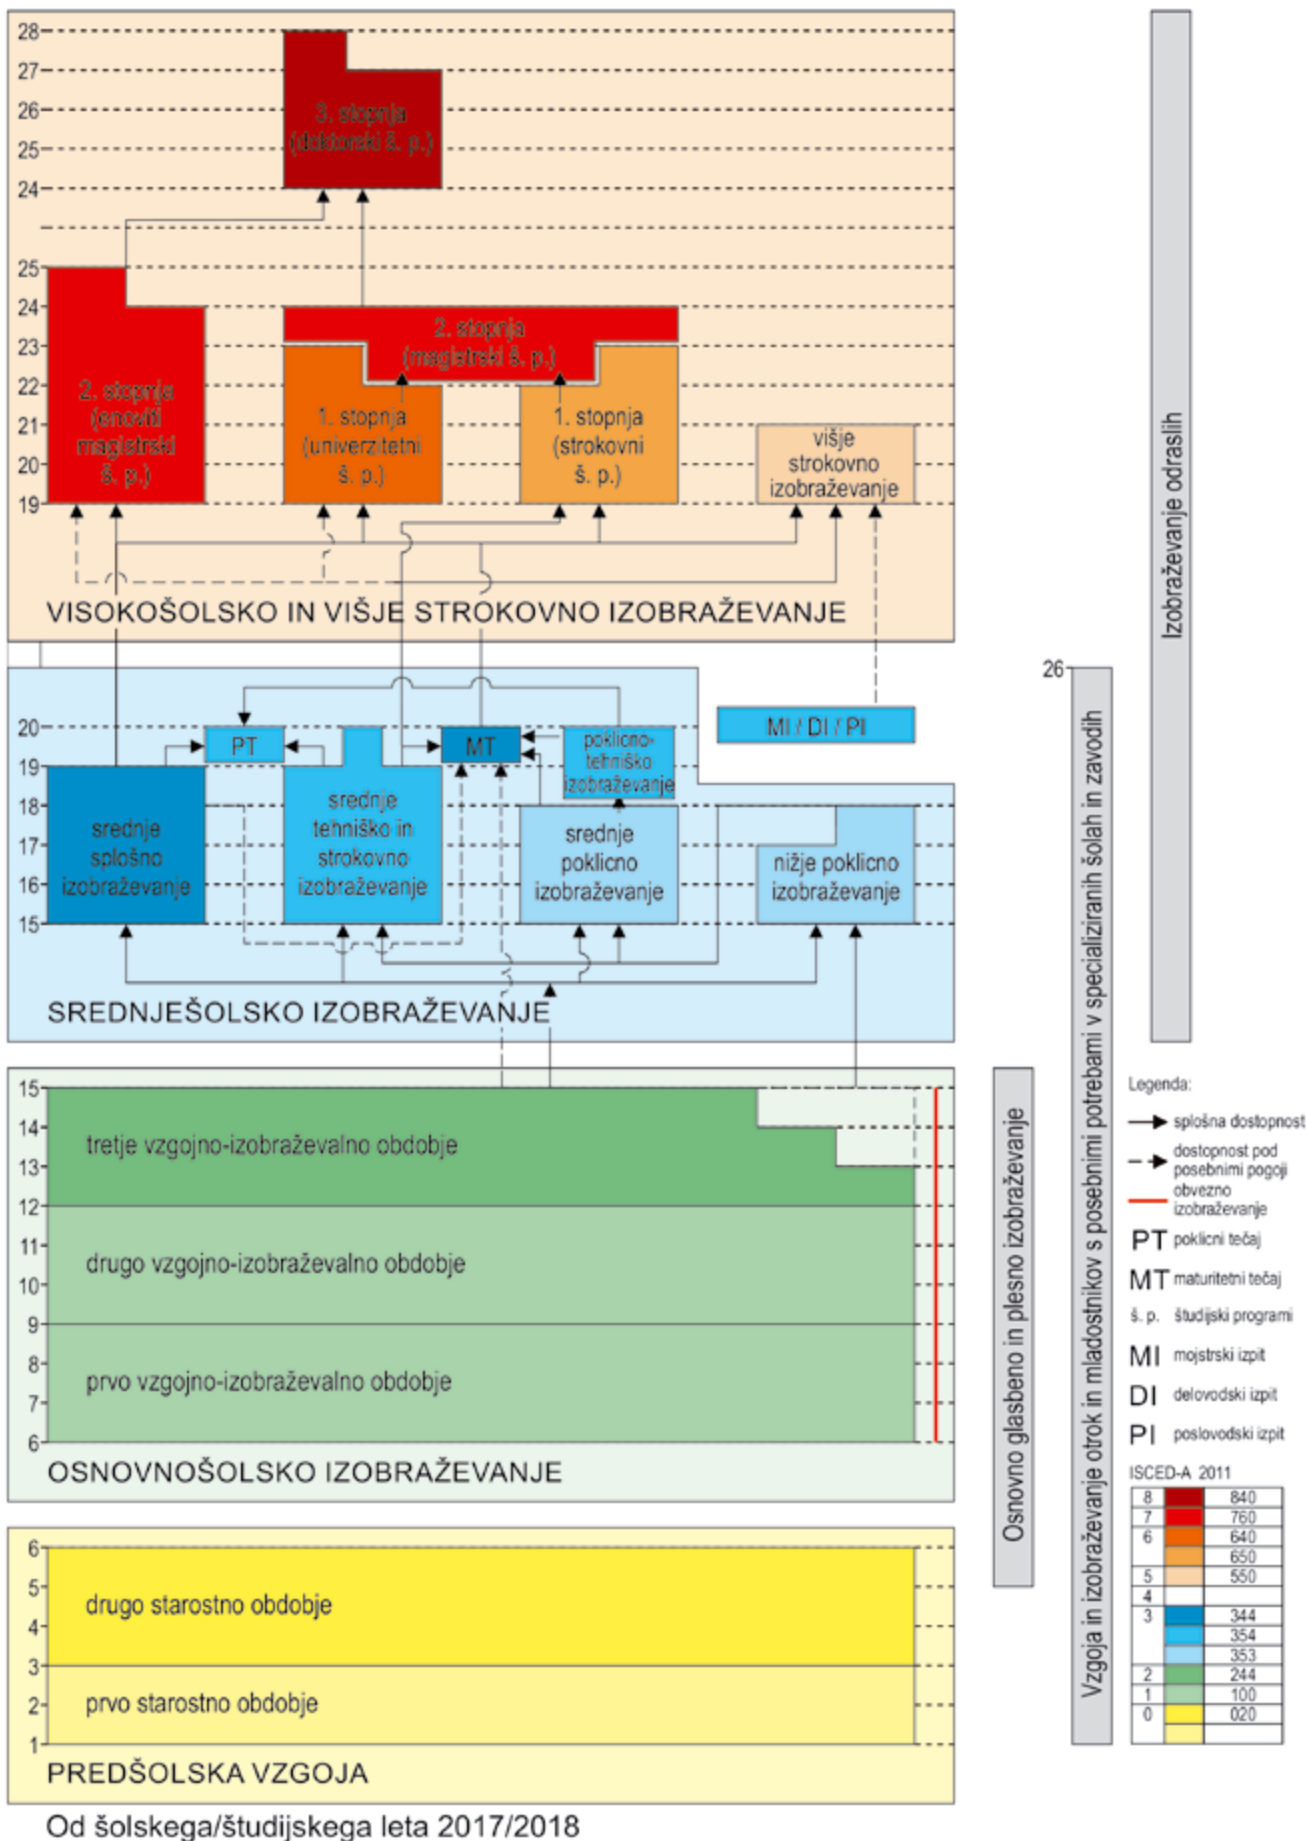 28
27
26
25
24
3. stopnja
(doktorski š. p.)
25
24
23
22
21
20
19
2. stopnja
(enoviti
magistrski
š. p.)
2. stopnja
(magistrski š. p.)
1. stopnja
(univerzitetni
š. p.)
1. stopnja
(strokovni
š. p.)
višje
strokovno
izobraževanje
VISOKOŠOLSKO IN VIŠJE STROKOVNO IZOBRAŽEVANJE
20
19
18
17
16
15
PT
MT
MI / DI / PI
poklicno-
tehniško
izobraževanje
srednje
splošno
izobraževanje
srednje
tehniško in
strokovno
izobraževanje
srednje
poklicno
izobraževanje
nižje poklicno
izobraževanje
SREDNJEŠOLSKO IZOBRAŽEVANJE
15
14
13
12
11
10
9
8
7
6
tretje vzgojno-izobraževalno obdobje
drugo vzgojno-izobraževalno obdobje
prvo vzgojno-izobraževalno obdobje
OSNOVNOŠOLSKO IZOBRAŽEVANJE
6
5
4
3
2
1
drugo starostno obdobje
prvo starostno obdobje
PREDŠOLSKA VZGOJA
Od šolskega/študijskega leta 2017/2018
Osnovno glasbeno in plesno izobraževanje
26
Vzgoja in izobraževanje otrok in mladostnikov s posebnimi potrebami v specializiranih šolah in zavodih
Izobraževanje odraslih
Legenda:
splošna dostopnost
dostopnost pod
posebnimi pogoji
obvezno
izobraževanje
PT poklicni tečaj
MT maturitetni tečaj
š. p. študijski programi
MI mojstrski izpit
DI delovodski izpit
PI poslovodski izpit
ISCED-A 2011
8 840
7 760
6 640
650
5 550
4
3 344
354
353
2 244
1 100
0 020